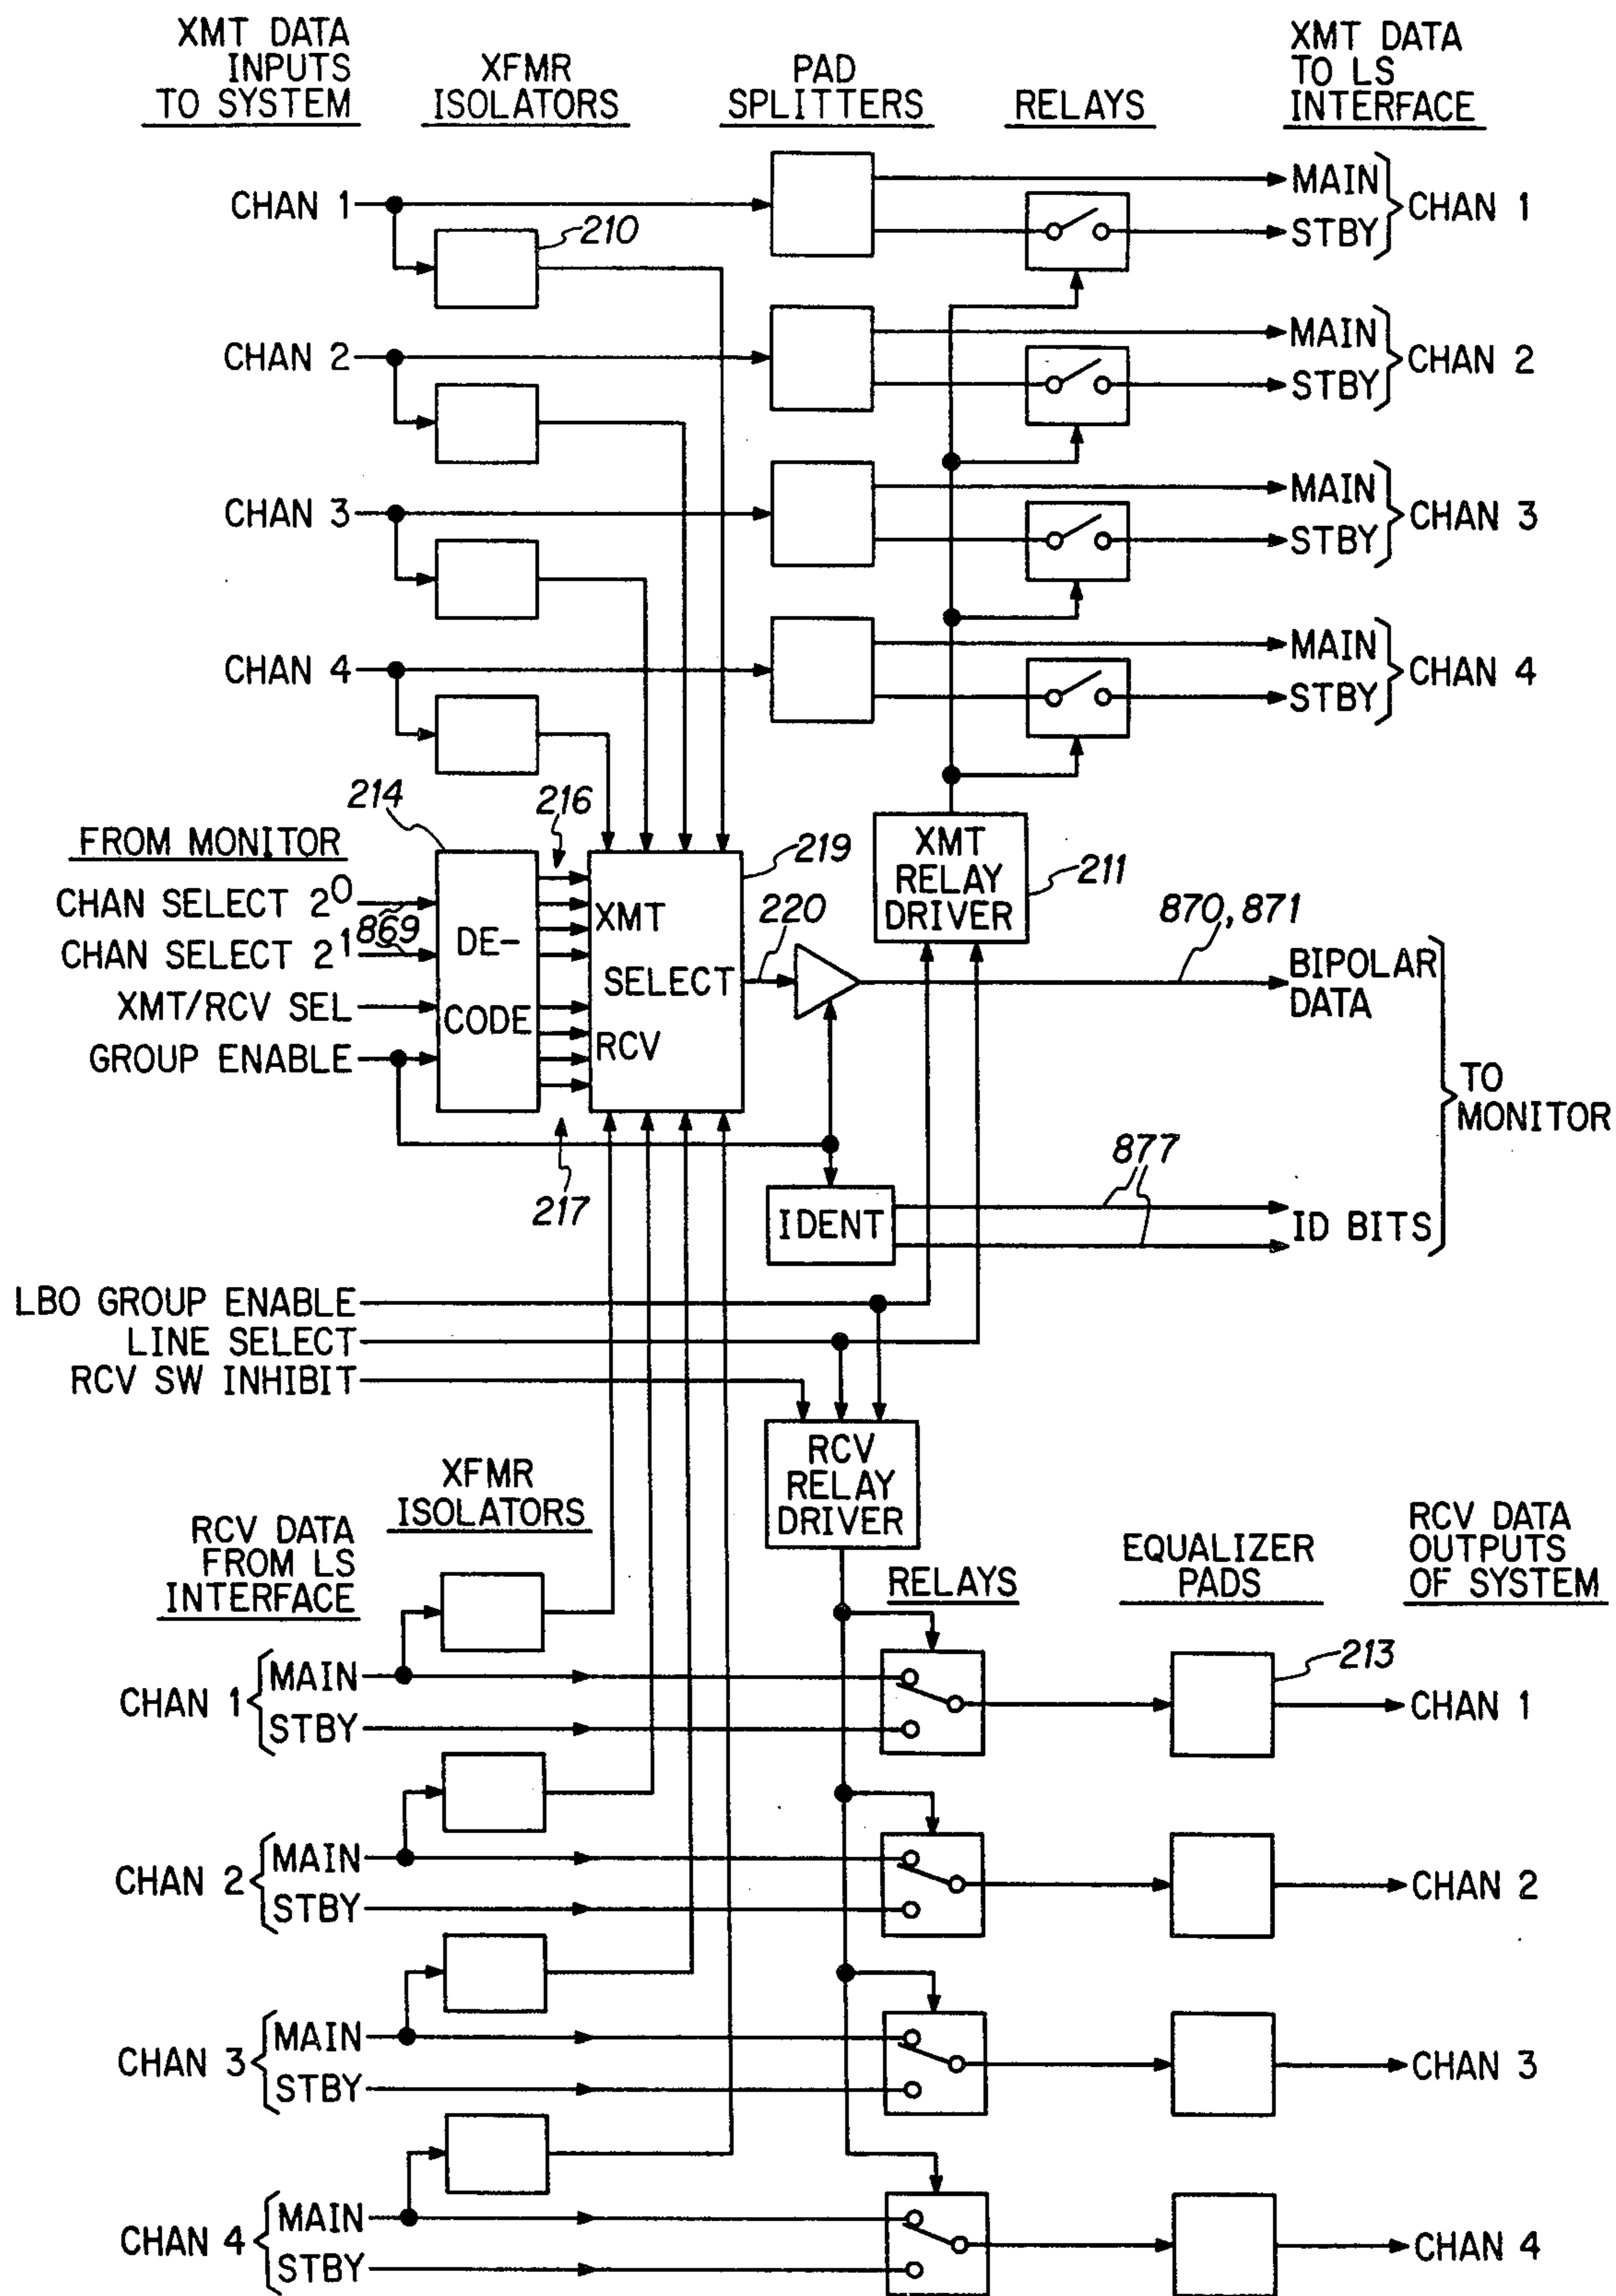 XMT DATA
INPUTS
TO SYSTEM
XFMR
ISOLATORS
PAD
SPLITTERS
RELAYS
XMT DATA
TO LS
INTERFACE
CHAN 1
210
MAIN
STBY
CHAN 1
CHAN 2
MAIN
STBY
CHAN 2
CHAN 3
MAIN
STBY
CHAN 3
CHAN 4
MAIN
STBY
CHAN 4
214
216
219
FROM MONITOR
CHAN SELECT 2^0
869
CHAN SELECT 2^1
XMT/RCV SEL
GROUP ENABLE
DE-
CODE
XMT
SELECT
RCV
220
XMT
RELAY
DRIVER
211
870, 871
BIPOLAR
DATA
TO
MONITOR
217
IDENT
877
ID BITS
LBO GROUP ENABLE
LINE SELECT
RCV SW INHIBIT
RCV
RELAY
DRIVER
XFMR
ISOLATORS
RCV DATA
FROM LS
INTERFACE
RELAYS
EQUALIZER
PADS
RCV DATA
OUTPUTS
OF SYSTEM
CHAN 1
MAIN
STBY
213
CHAN 1
CHAN 2
MAIN
STBY
CHAN 2
CHAN 3
MAIN
STBY
CHAN 3
CHAN 4
MAIN
STBY
CHAN 4